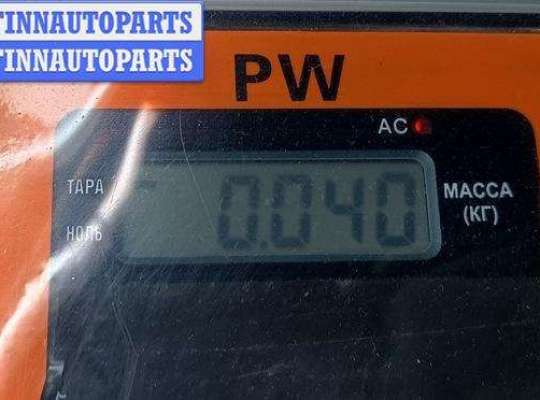 FINNAUTOPARTS
FINNAUTOPARTS
PW
AC
ТАРА
0.040
МАССА
(КГ)
НОЛЬ